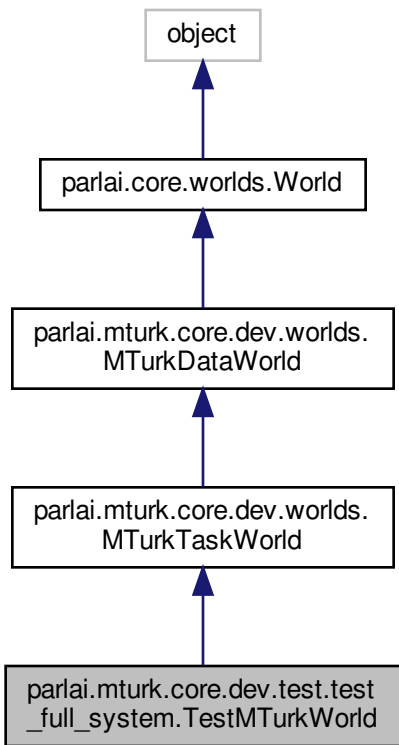 object
parlai.core.worlds.World
parlai.mturk.core.dev.worlds.
MTurkDataWorld
parlai.mturk.core.dev.worlds.
MTurkTaskWorld
parlai.mturk.core.dev.test.test
_full_system.TestMTurkWorld